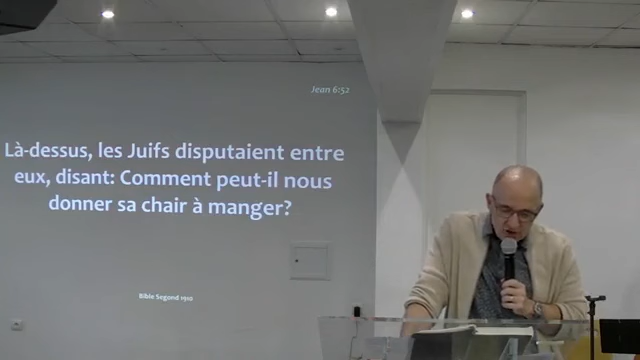 Jean 6:52
Là-dessus, les Juifs disputaient entre
eux, disant: Comment peut-il nous
donner sa chair à manger?
Bible Segond 1910